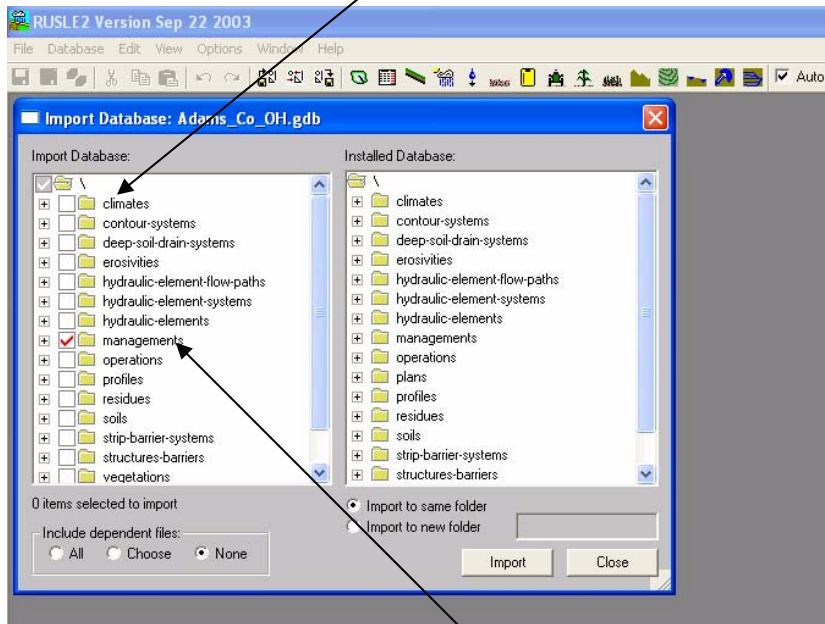 RUSLE2 Version Sep 22 2003
File Database Edit View Options Window Help
Auto
Import Database: Adams_Co_OH.gdb
Import Database:
\
climates
contour-systems
deep-soil-drain-systems
erosivities
hydraulic-element-flow-paths
hydraulic-element-systems
hydraulic-elements
managements
operations
profiles
residues
soils
strip-barrier-systems
structures-barriers
vegetations
0 items selected to import
Include dependent files:
All Choose None
Installed Database:
\
climates
contour-systems
deep-soil-drain-systems
erosivities
hydraulic-element-flow-paths
hydraulic-element-systems
hydraulic-elements
managements
operations
plans
profiles
residues
soils
strip-barrier-systems
structures-barriers
Import to same folder
Import to new folder
Import Close